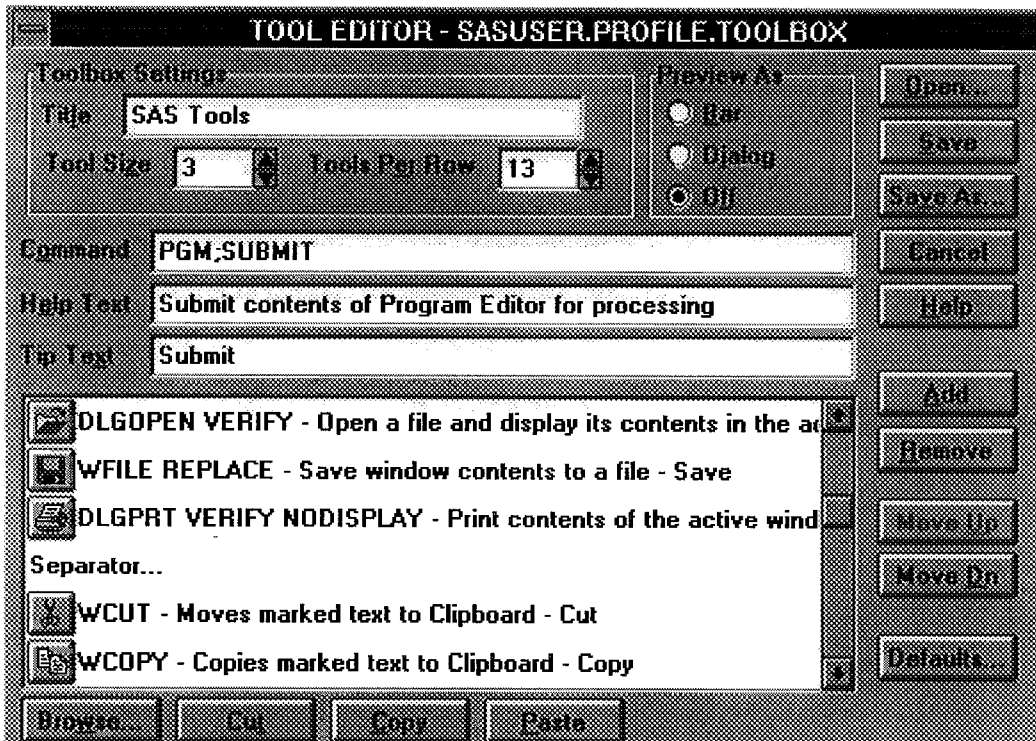 TOOL EDITOR - SASUSER.PROFILE.TOOLBOX
Toolbox Settings
Title SAS Tools
Tool Size 3 Tools Per Row 13
Preview As
Bar
Dialog
Off
Open...
Save
Save As...
Cancel
Help
Command PGM;SUBMIT
Help Text Submit contents of Program Editor for processing
Tip Text Submit
DLGOPEN VERIFY - Open a file and display its contents in the ac
WFILE REPLACE - Save window contents to a file - Save
DLGPRT VERIFY NODISPLAY - Print contents of the active wind
Separator...
WCUT - Moves marked text to Clipboard - Cut
WCOPY - Copies marked text to Clipboard - Copy
Add
Remove
Move Up
Move Dn
Defaults...
Browse... Cut Copy Paste